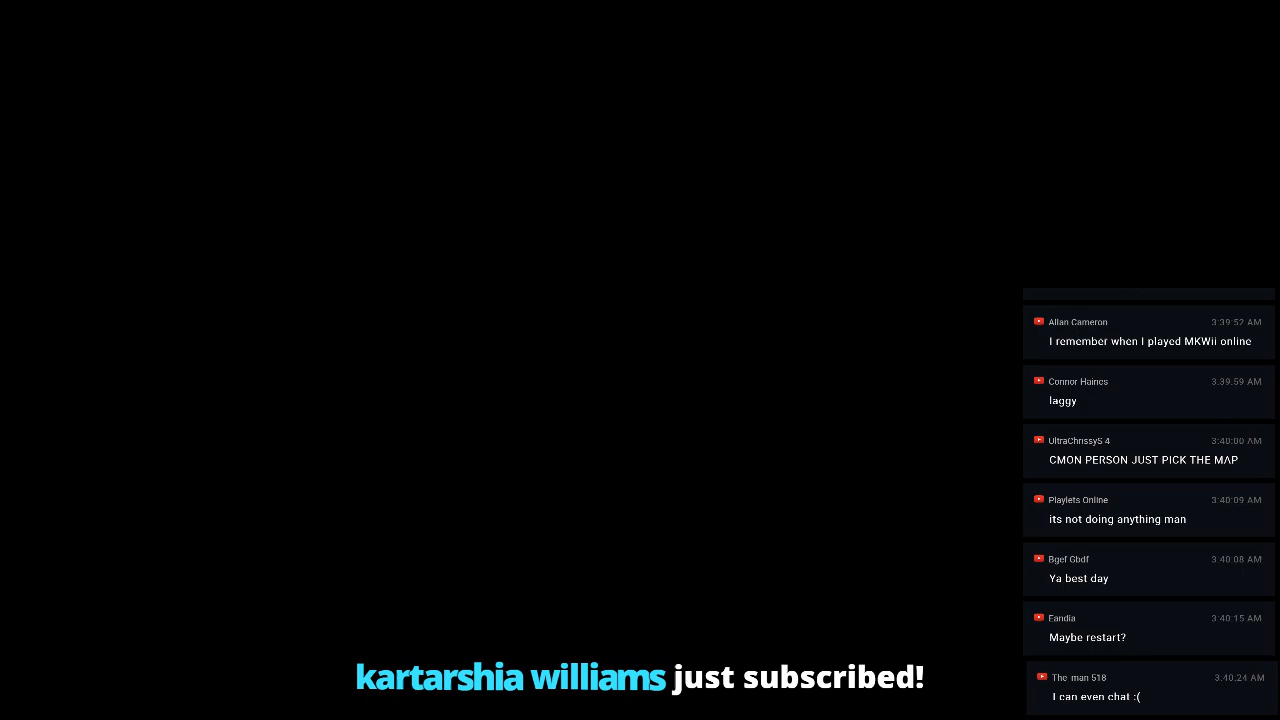 Allan Cameron 3:39:52 AM
I remember when I played MKWii online
Connor Haines 3:39:59 AM
laggy
UltraChrissyS 4 3:40:00 AM
CMON PERSON JUST PICK THE MAP
Playlets Online 3:40:09 AM
its not doing anything man
Bgef Gbdf 3:40:08 AM
Ya best day
Eandia 3:40:15 AM
Maybe restart?
The man 518 3:40:24 AM
I can even chat :(
kartarshia williams just subscribed!